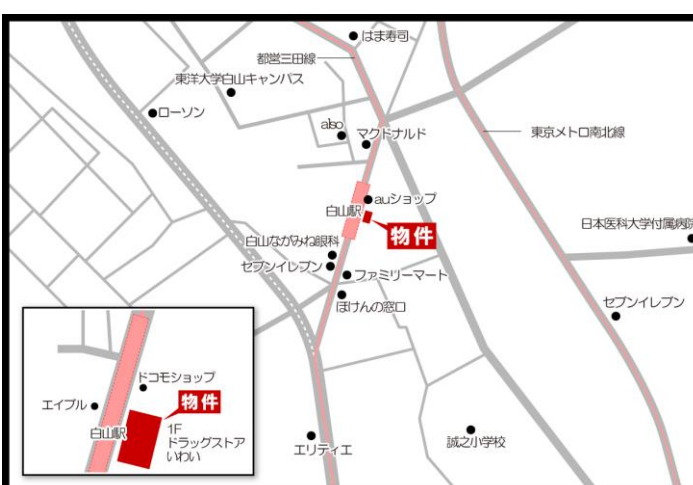 はま寿司
都営三田線
東洋大学白山キャンパス
ローソン
also
マクドナルド
東京メトロ南北線
auショップ
白山駅
物件
日本医科大学付属病院
白山ながみね眼科
セブンイレブン
ファミリーマート
ほけんの窓口
セブンイレブン
ドコモショップ
エイブル
物件
白山駅
1F
ドラッグストア
いわい
エリティエ
誠之小学校